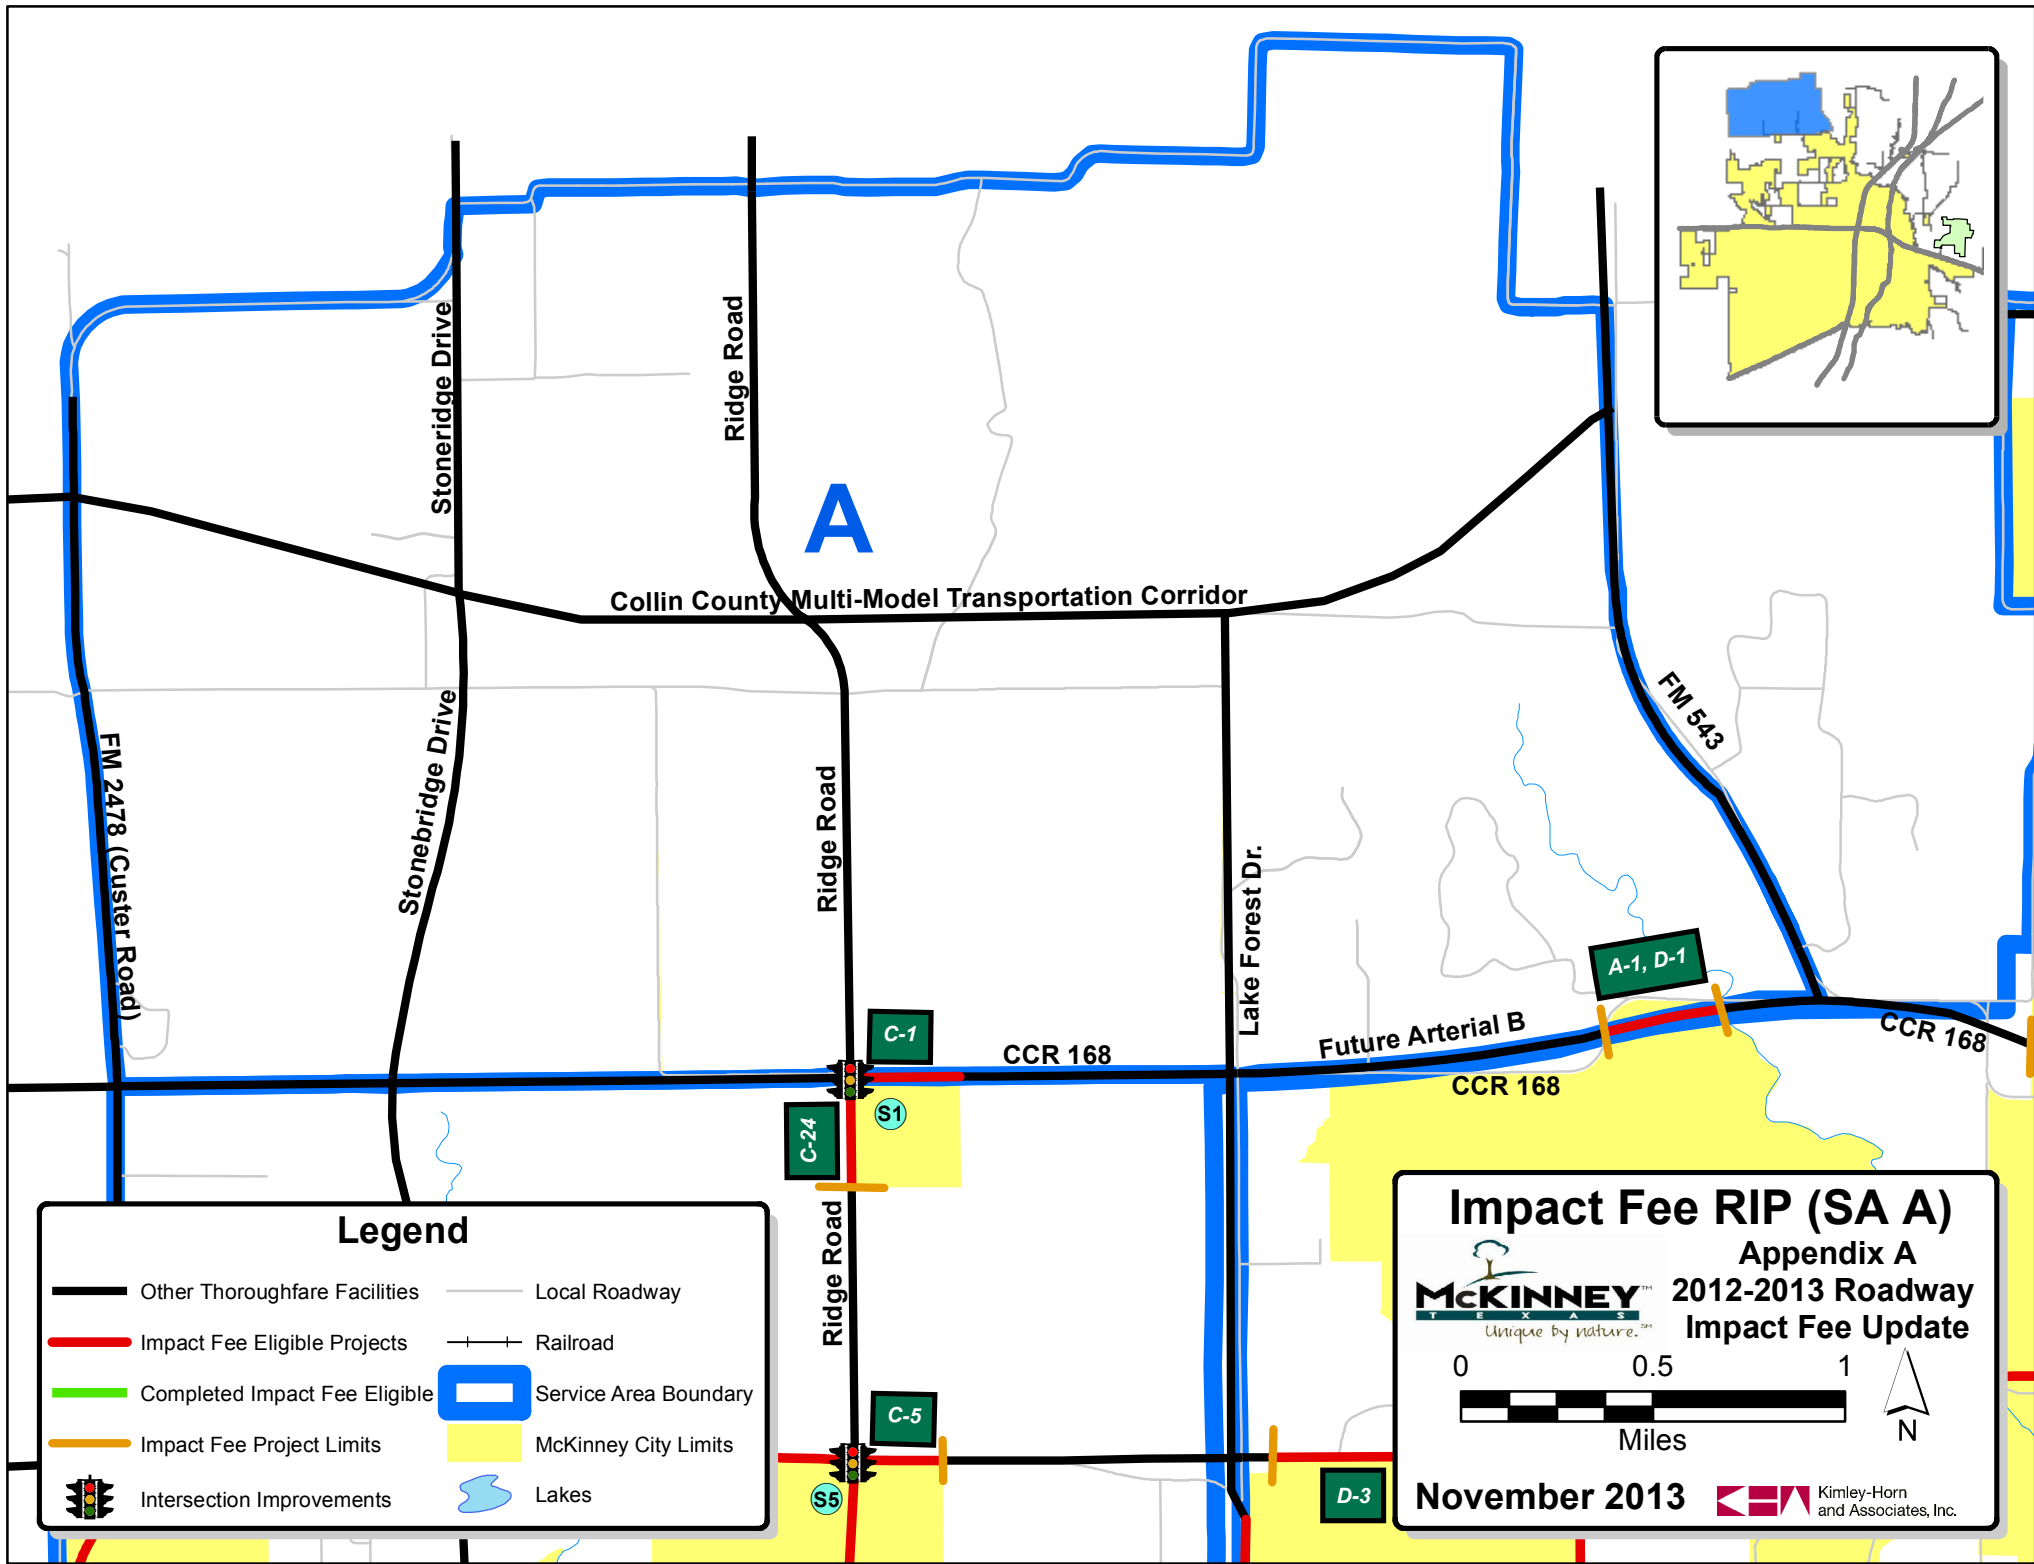 Stoneridge Drive
Ridge Road
A
Collin County Multi-Model Transportation Corridor
FM 543
FM 2478 (Custer Road)
Stonebridge Drive
Ridge Road
Lake Forest Dr.
A-1, D-1
C-1
CCR 168
Future Arterial B
CCR 168
CCR 168
S1
C-24
Ridge Road
C-5
S5
D-3
Legend
Other Thoroughfare Facilities
Local Roadway
Impact Fee Eligible Projects
Railroad
Completed Impact Fee Eligible
Service Area Boundary
Impact Fee Project Limits
McKinney City Limits
Intersection Improvements
Lakes
Impact Fee RIP (SA A)
Appendix A
2012-2013 Roadway
Impact Fee Update
McKINNEY™
TEXAS
Unique by nature.℠
0 0.5 1
Miles
N
November 2013
Kimley-Horn
and Associates, Inc.